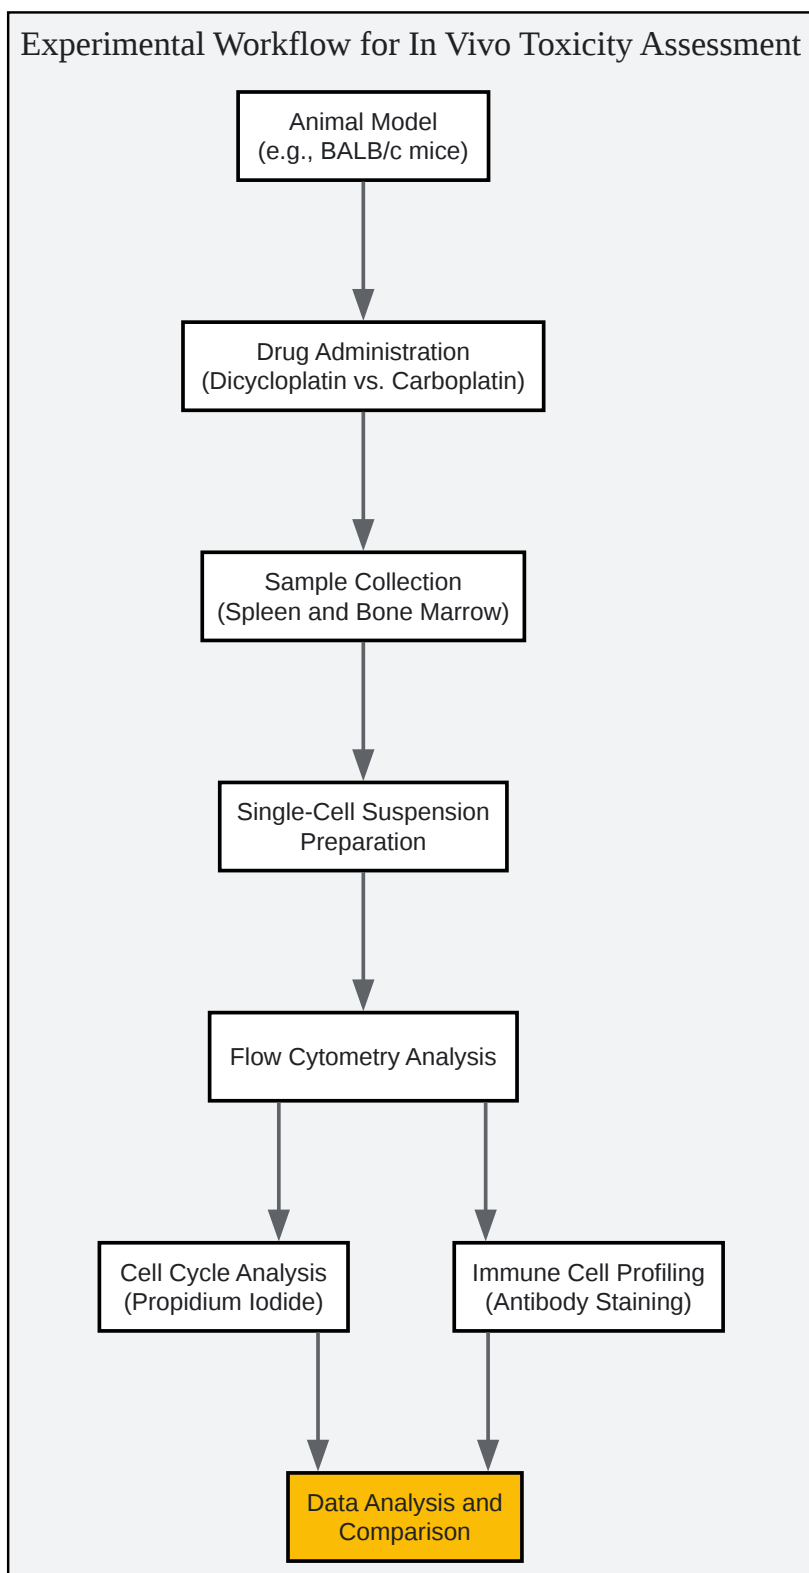 Experimental Workflow for In Vivo Toxicity Assessment
Animal Model
(e.g., BALB/c mice)
Drug Administration
(Dicycloplatin vs. Carboplatin)
Sample Collection
(Spleen and Bone Marrow)
Single-Cell Suspension
Preparation
Flow Cytometry Analysis
Cell Cycle Analysis
(Propidium Iodide)
Immune Cell Profiling
(Antibody Staining)
Data Analysis and
Comparison